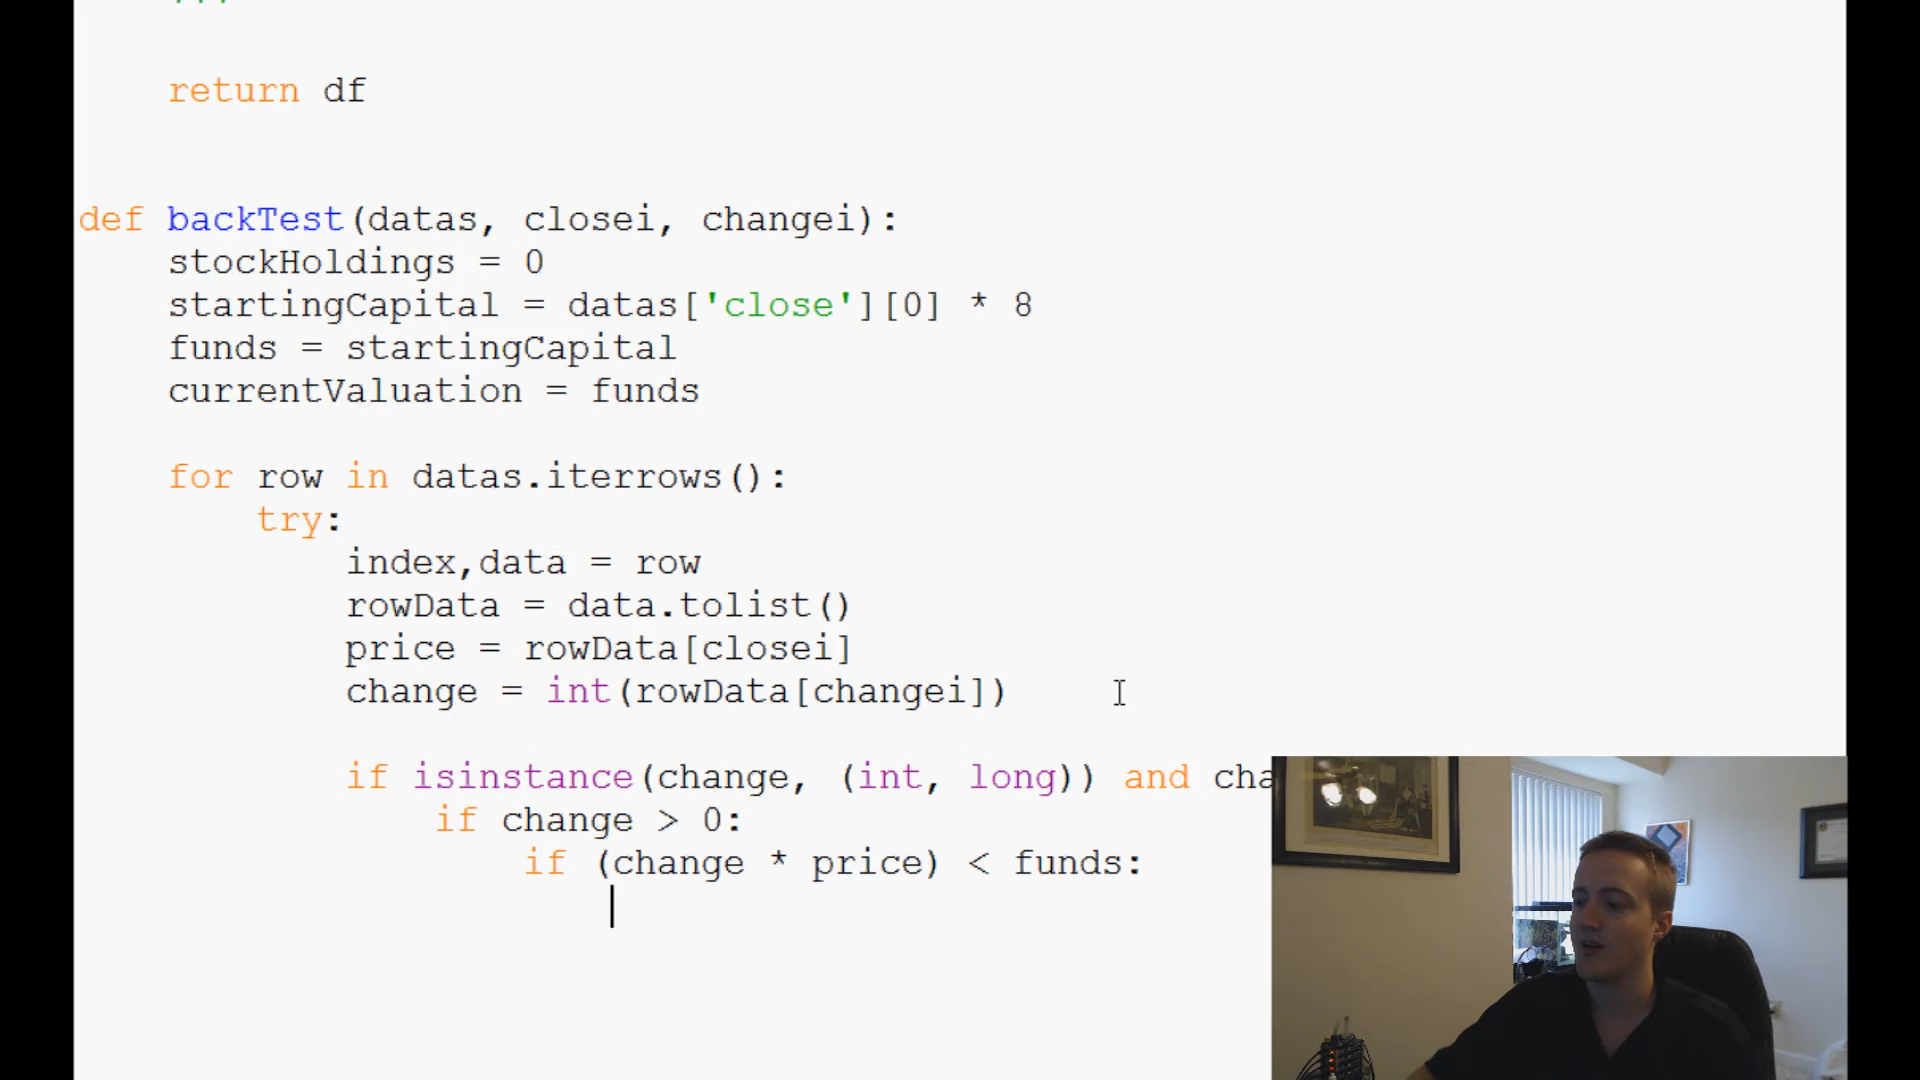 return df
def backTest(datas, closei, changei):
stockHoldings = 0
startingCapital = datas['close'][0] * 8
funds = startingCapital
currentValuation = funds
for row in datas.iterrows():
try:
index,data = row
rowData = data.tolist()
price = rowData[closei]
change = int(rowData[changei])
if isinstance(change, (int, long)) and cha
if change > 0:
if (change * price) < funds: